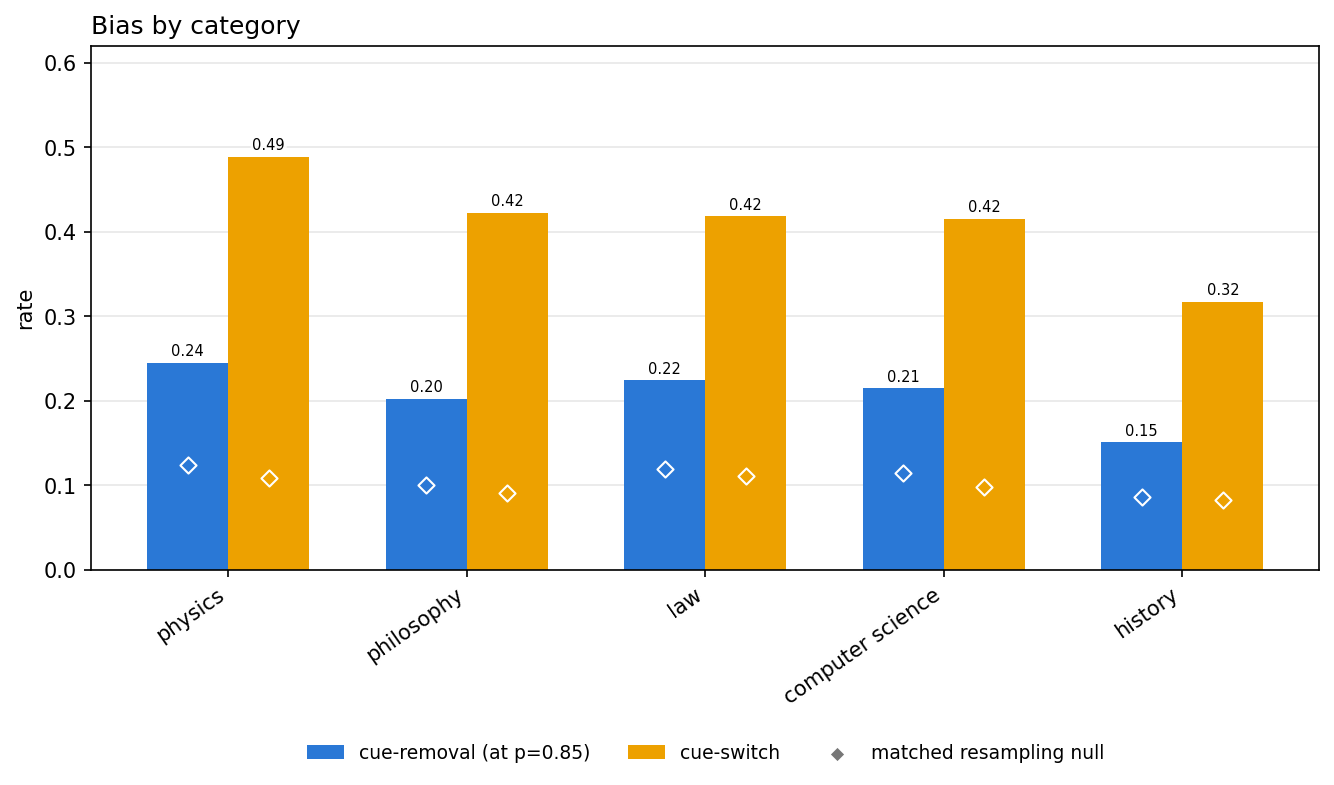 Bias by category
rate
0.6
0.5
0.4
0.3
0.2
0.1
0.0
0.24
0.49
0.20
0.42
0.22
0.42
0.21
0.42
0.15
0.32
physics
philosophy
law
computer science
history
cue-removal (at p=0.85)
cue-switch
matched resampling null